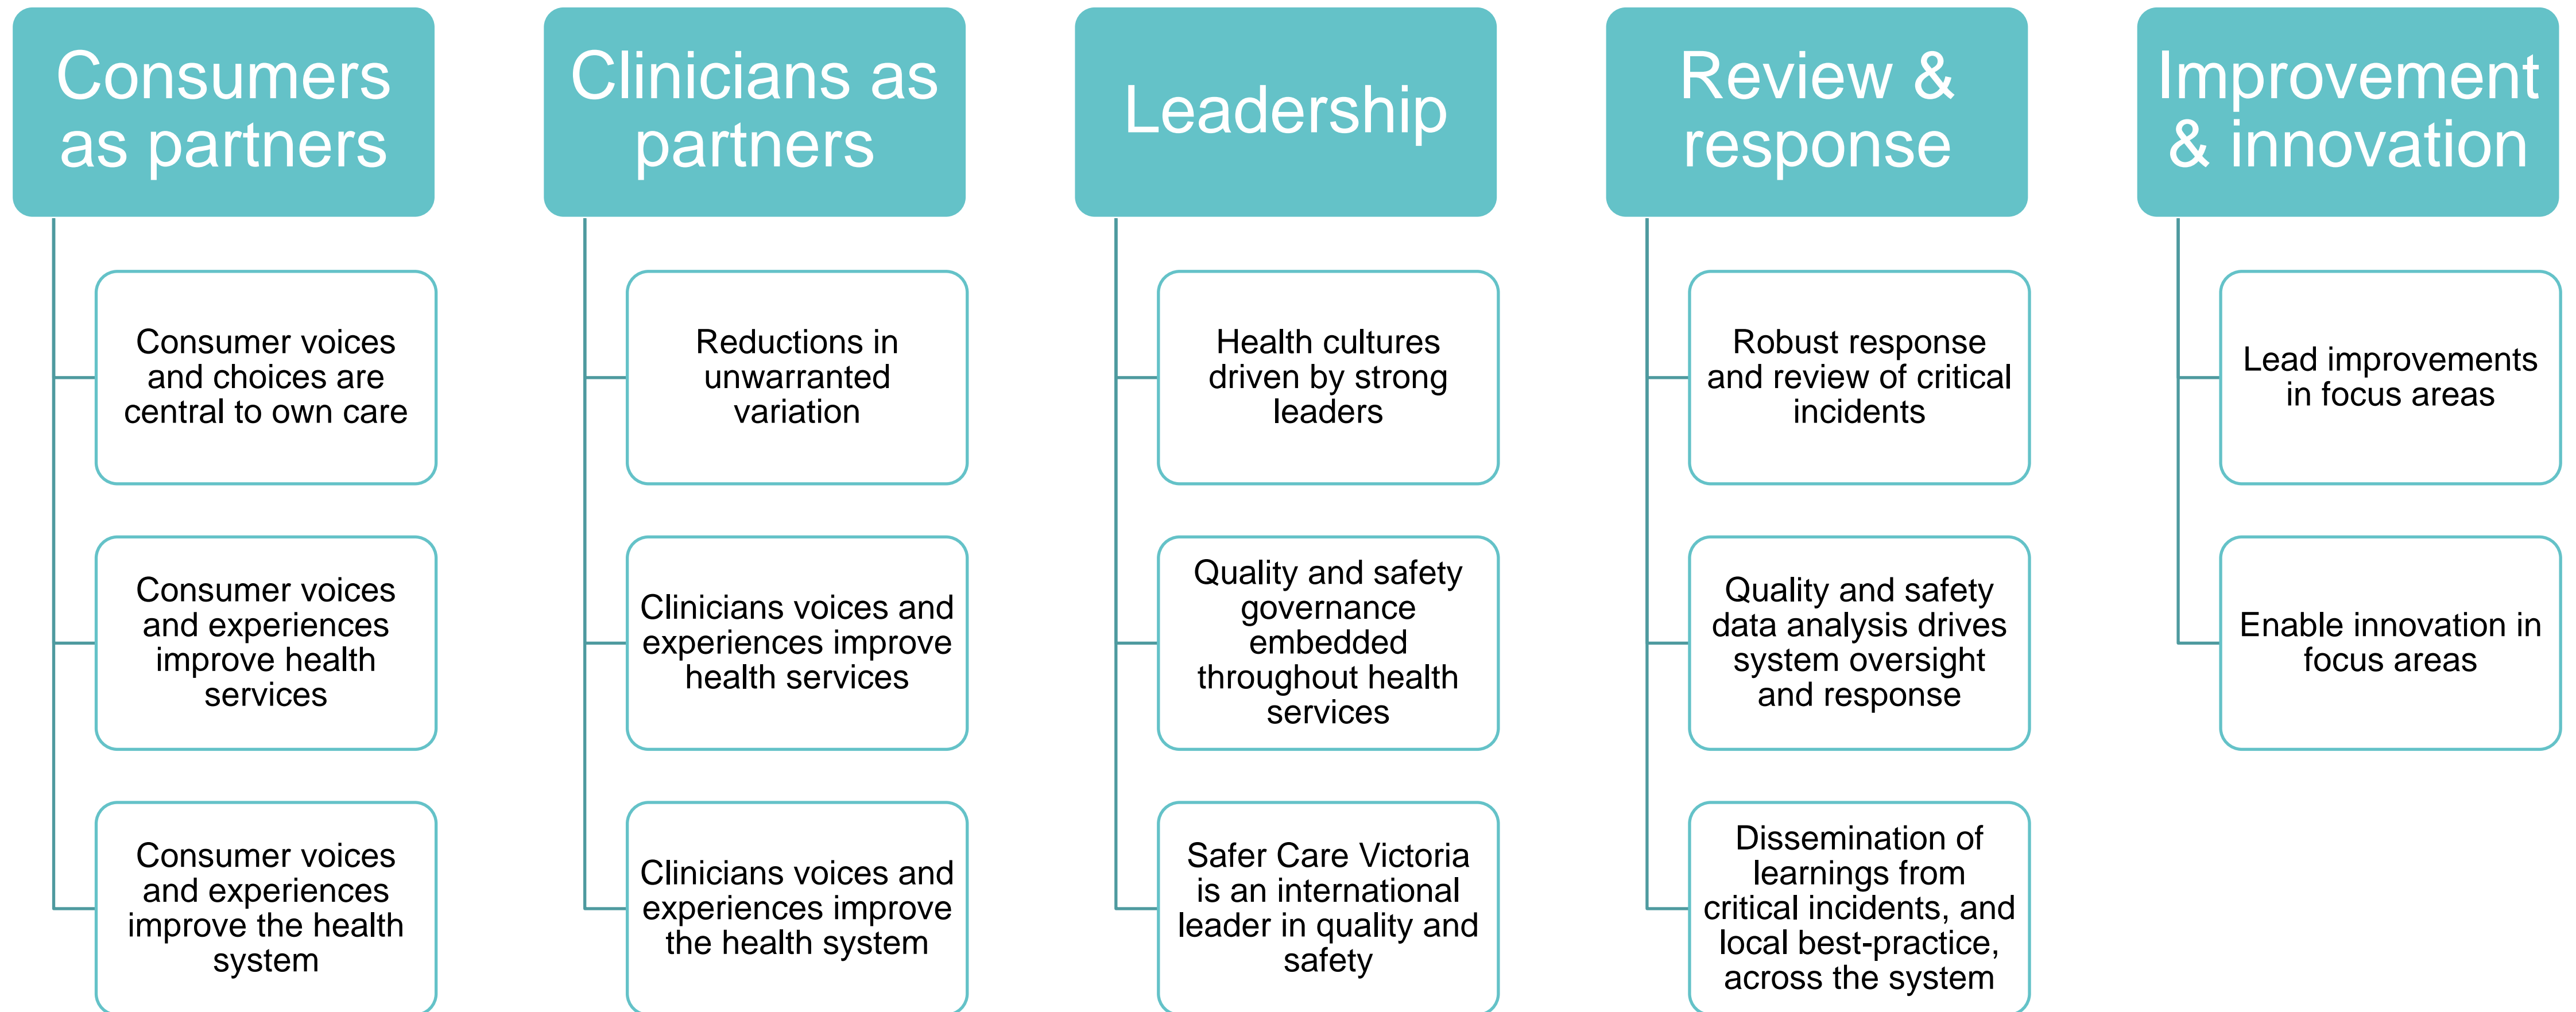 Consumers
as partners
Consumer voices
and choices are
central to own care
Consumer voices
and experiences
improve health
services
Consumer voices
and experiences
improve the health
system
Clinicians as
partners
Reductions in
unwarranted
variation
Clinicians voices and
experiences improve
health services
Clinicians voices and
experiences improve
the health system
Leadership
Health cultures
driven by strong
leaders
Quality and safety
governance
embedded
throughout health
services
Safer Care Victoria
is an international
leader in quality and
safety
Review &
response
Robust response
and review of critical
incidents
Quality and safety
data analysis drives
system oversight
and response
Dissemination of
learnings from
critical incidents, and
local best-practice,
across the system
Improvement
& innovation
Lead improvements
in focus areas
Enable innovation in
focus areas